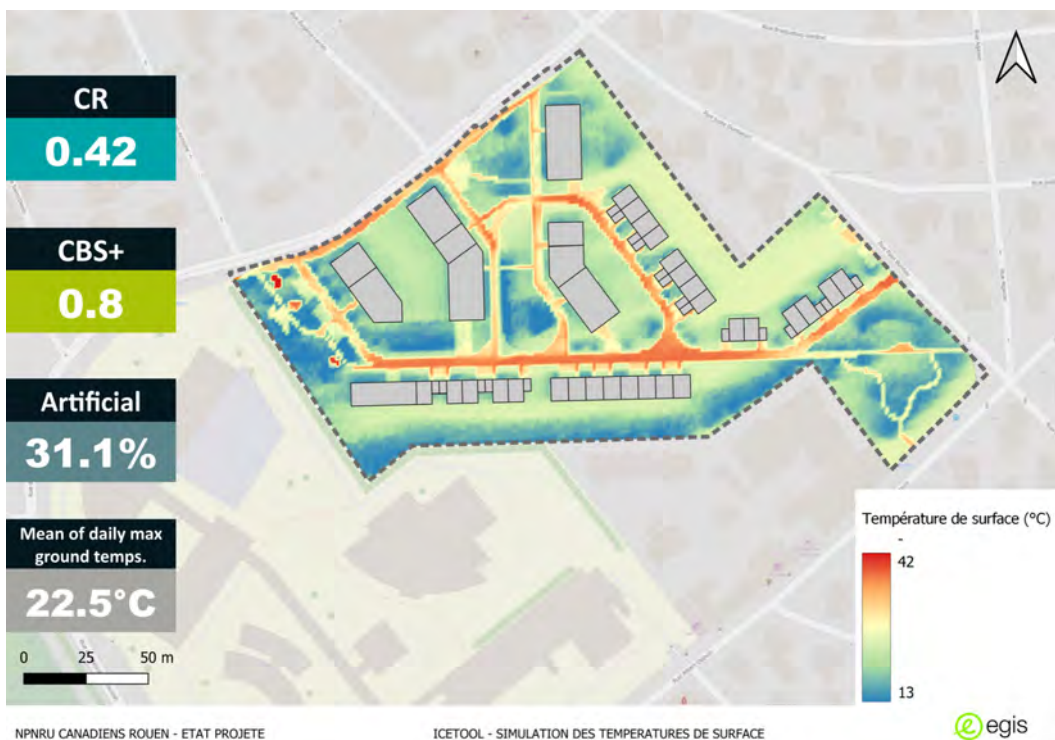 CR
0.42
CBS+
0.8
Artificial
31.1%
Mean of daily max
ground temps.
22.5°C
0 25 50 m
Température de surface (°C)
-
42
13
NPNRU CANADIENS ROUEN - ETAT PROJETE
ICETOOL - SIMULATION DES TEMPERATURES DE SURFACE
egis